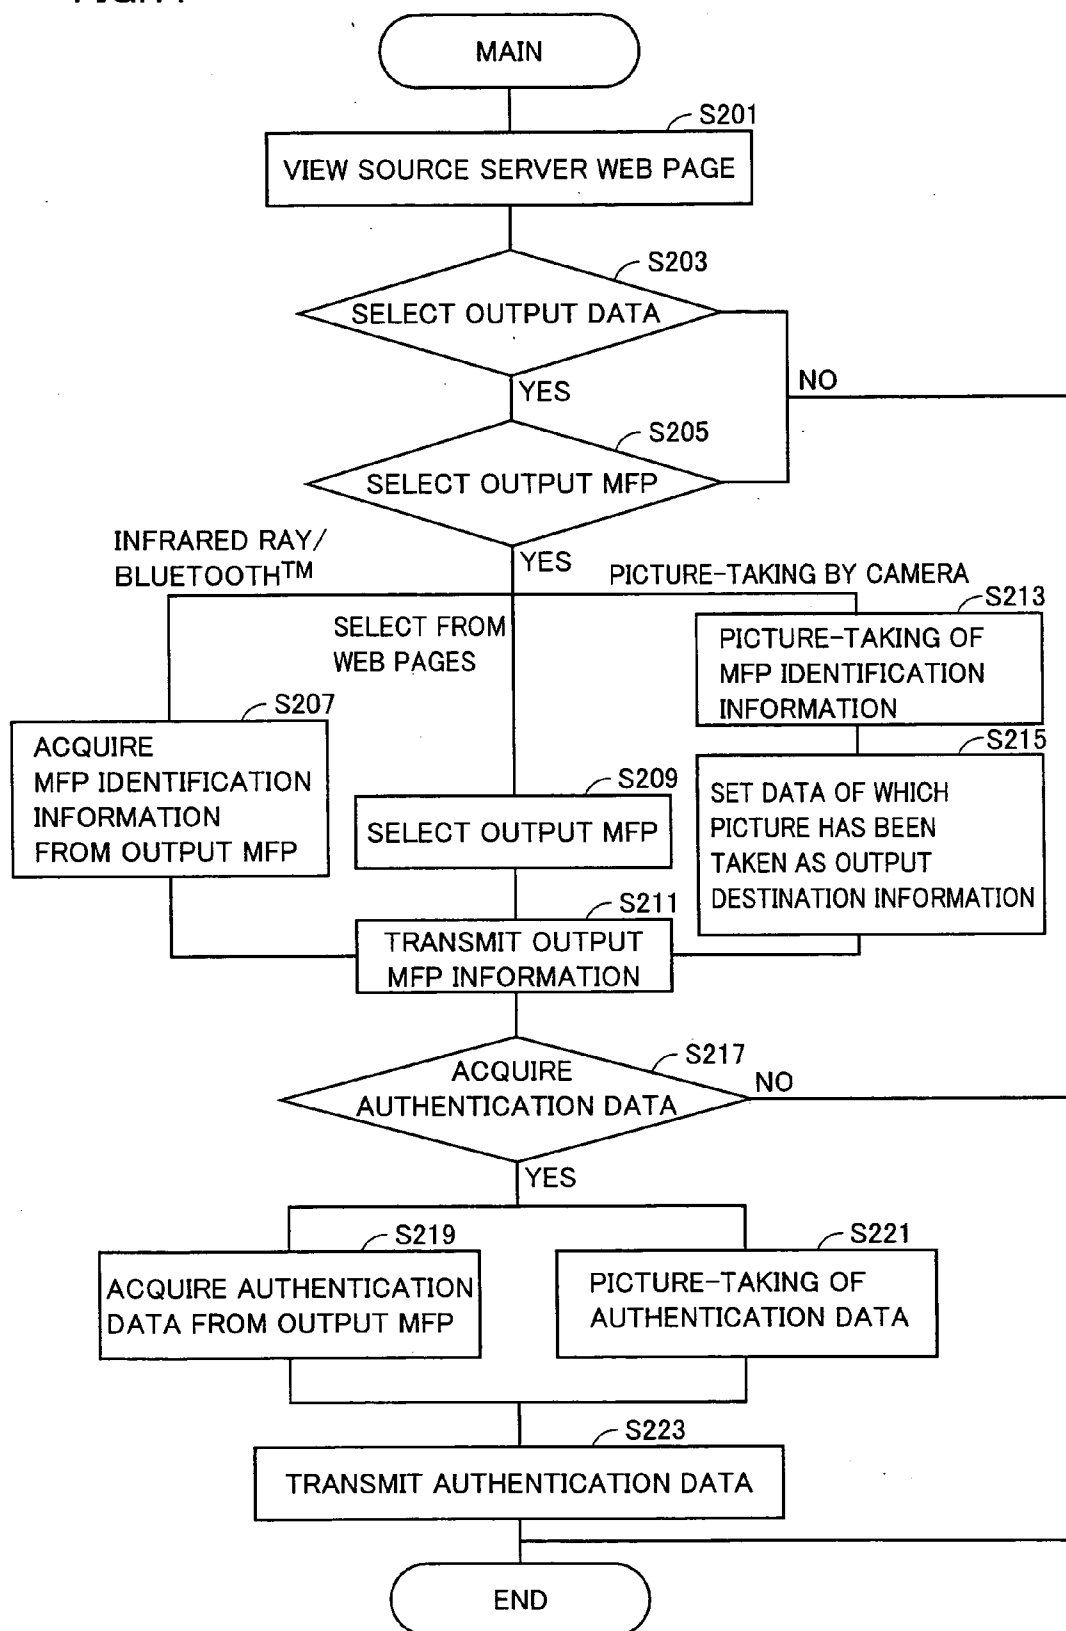 MAIN
S201
VIEW SOURCE SERVER WEB PAGE
S203
SELECT OUTPUT DATA
NO
YES
S205
SELECT OUTPUT MFP
YES
INFRARED RAY/
BLUETOOTH™
SELECT FROM
WEB PAGES
PICTURE-TAKING BY CAMERA
S213
PICTURE-TAKING OF
MFP IDENTIFICATION
INFORMATION
S207
ACQUIRE
MFP IDENTIFICATION
INFORMATION
FROM OUTPUT MFP
S209
SELECT OUTPUT MFP
S215
SET DATA OF WHICH
PICTURE HAS BEEN
TAKEN AS OUTPUT
DESTINATION INFORMATION
S211
TRANSMIT OUTPUT
MFP INFORMATION
S217
ACQUIRE
AUTHENTICATION DATA
NO
YES
S219
ACQUIRE AUTHENTICATION
DATA FROM OUTPUT MFP
S221
PICTURE-TAKING OF
AUTHENTICATION DATA
S223
TRANSMIT AUTHENTICATION DATA
END